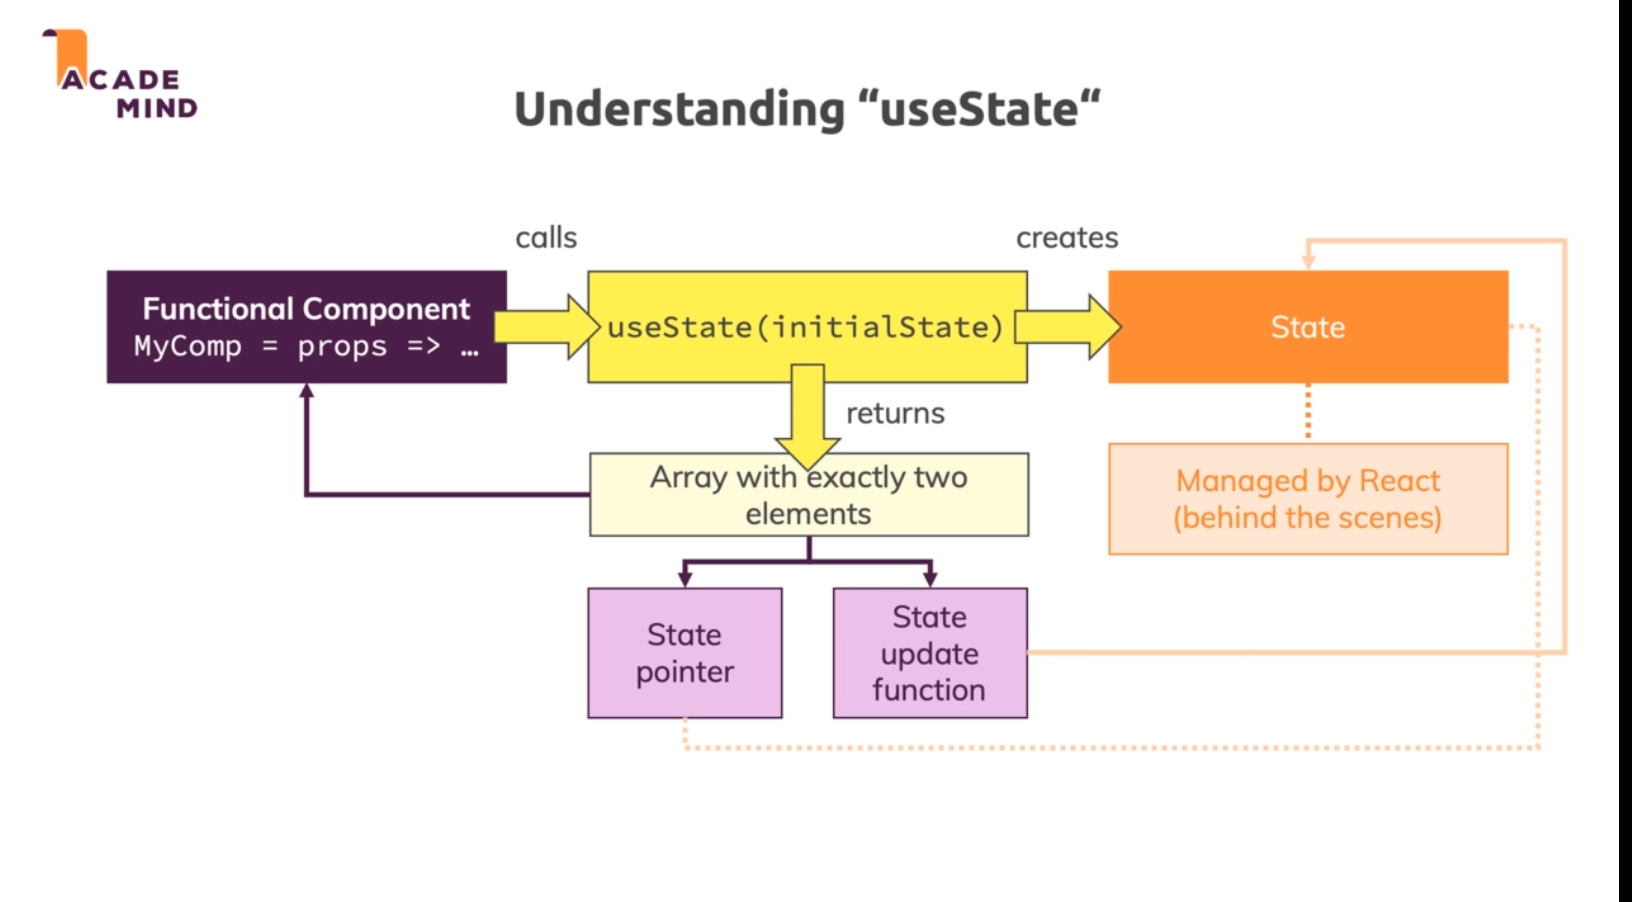 ACADE
MIND
Understanding “useState“
calls
creates
Functional Component
MyComp = props => …
useState(initialState)
State
returns
Array with exactly two
elements
Managed by React
(behind the scenes)
State
pointer
State
update
function